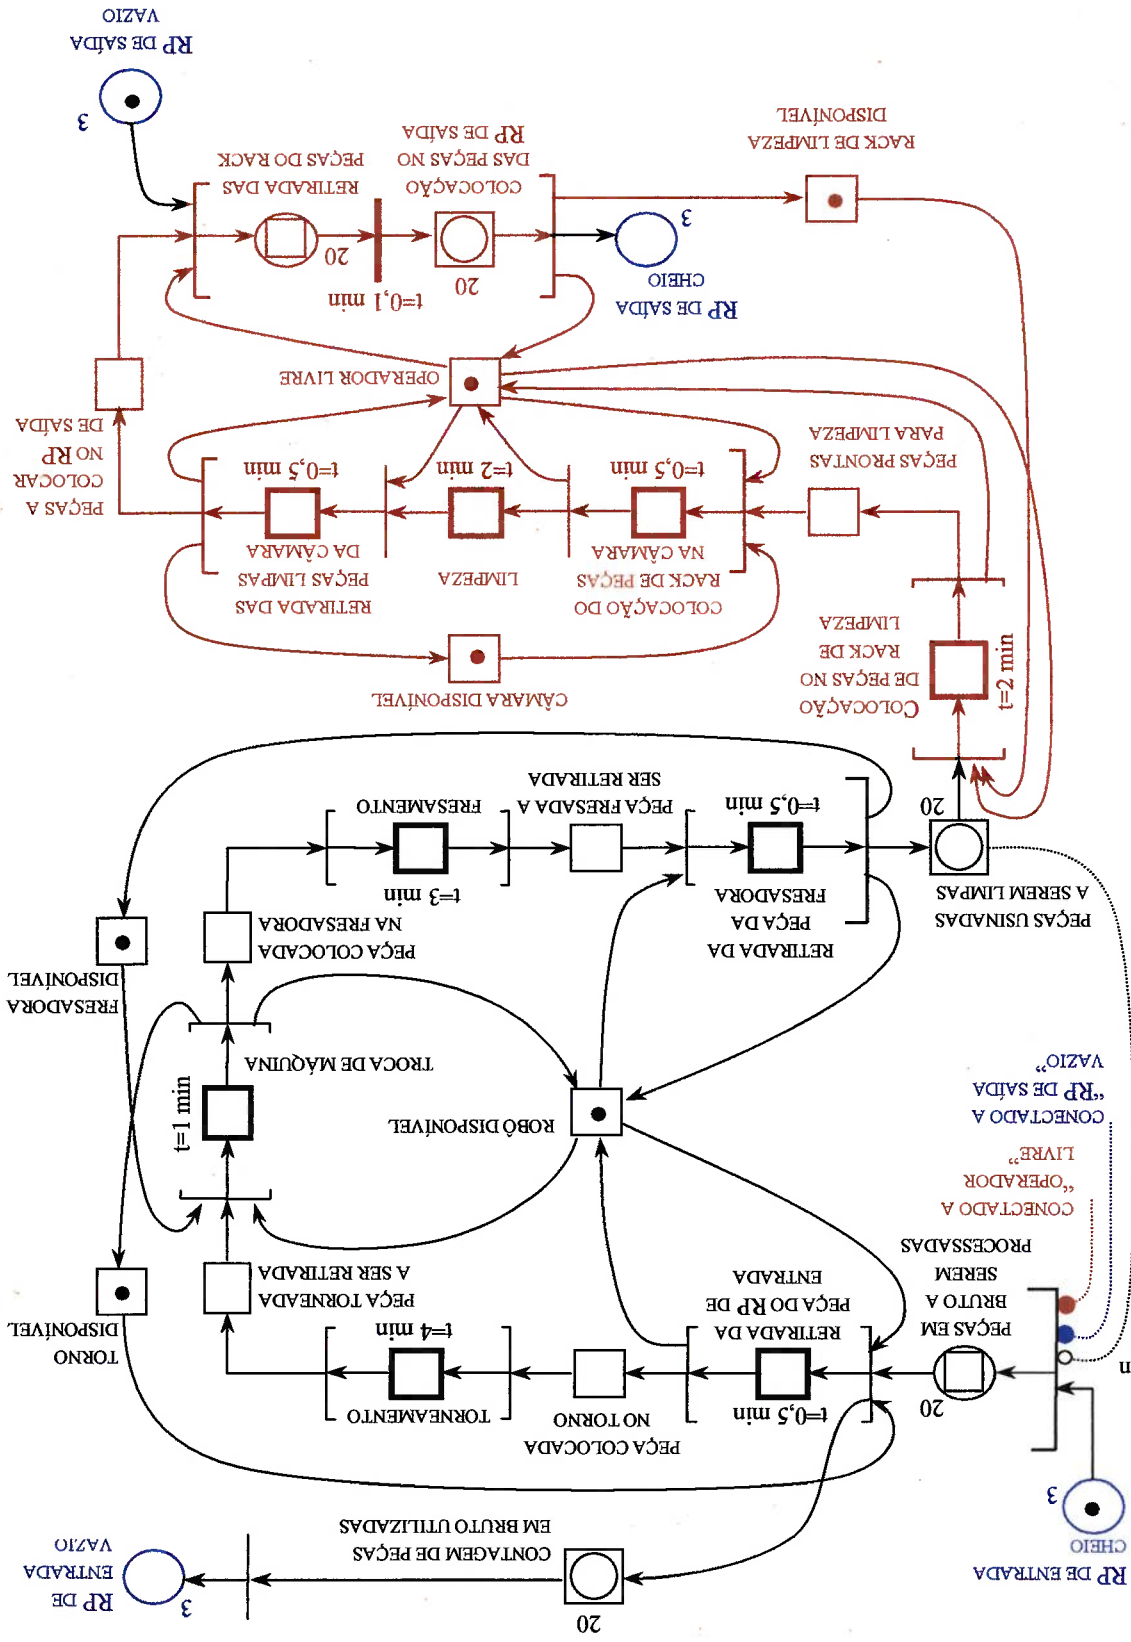 20
RP DE ENTRADA
CHEIO
3
CONTAGEM DE PEÇAS
EM BRUTO UTILIZADAS
RP DE
ENTRADA
VAZIO
3
20
PEÇAS EM
BRUTO A
SEREM
PROCESSADAS
t=0,5 min
RETIRADA DA
PEÇA DO RP DE
ENTRADA
PEÇA COLOCADA
NO TORNO
TORNEAMENTO
t=4 min
TORNO
DISPONÍVEL
PEÇA TORNEADA
A SER RETIRADA
CONECTADO A
“OPERADOR
LIVRE”
CONECTADO A
“RP DE SAÍDA
VAZIO”
ROBÔ DISPONÍVEL
t=1 min
TROCA DE MÁQUINA
FRESADORA
DISPONÍVEL
PEÇA COLOCADA
NA FRESADORA
PEÇAS USINADAS
A SEREM LIMPAS
20
RETIRADA DA
PEÇA DA
FRESADORA
t=0,5 min
PEÇA FRESADA A
SER RETIRADA
t=3 min
FRESAMENTO
COLOCAÇÃO
DE PEÇAS NO
RACK DE
LIMPEZA
t=2 min
CÂMARA DISPONÍVEL
COLOCAÇÃO DO
RACK DE PEÇAS
NA CÂMARA
t=0,5 min
LIMPEZA
t=2 min
RETIRADA DAS
PEÇAS LIMPAS
DA CÂMARA
t=0,5 min
PEÇAS PRONTAS
PARA LIMPEZA
PEÇAS A
COLOCAR
NO RP
DE SAÍDA
OPERADOR LIVRE
RP DE SAÍDA
CHEIO
3
20
t=0,1 min
20
RACK DE LIMPEZA
DISPONÍVEL
COLOCAÇÃO
DAS PEÇAS NO
RP DE SAÍDA
RETIRADA DAS
PEÇAS DO RACK
3
RP DE SAÍDA
VAZIO